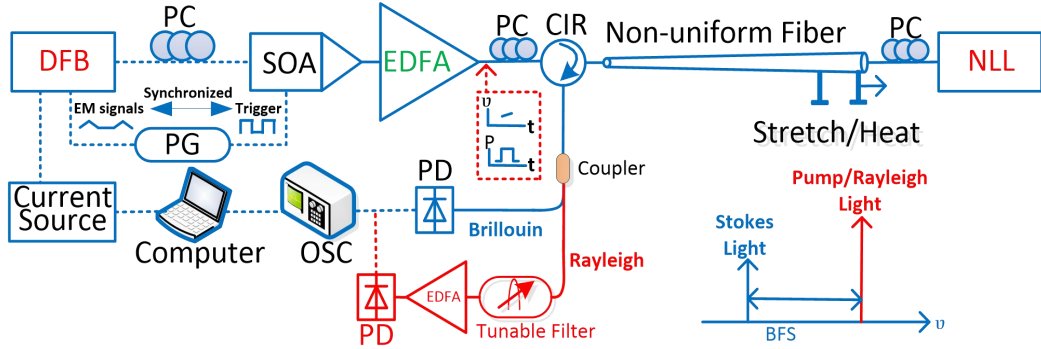 PC
DFB
SOA
EDFA
PC
CIR
Non-uniform Fiber
PC
NLL
EM signals
Synchronized
Trigger
PG
υ
t
P
t
Stretch/Heat
Coupler
PD
Brillouin
Current
Source
Computer
OSC
Rayleigh
PD
EDFA
Tunable Filter
Pump/Rayleigh
Light
Stokes
Light
BFS
υ